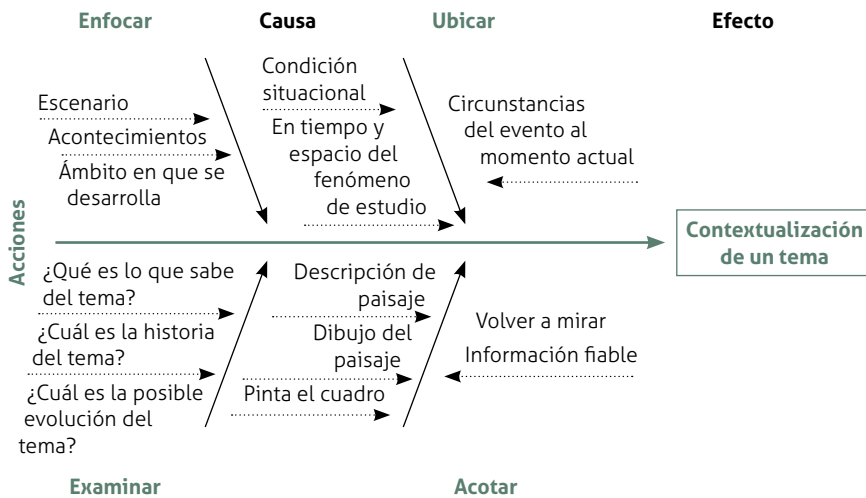 Enfocar
Causa
Ubicar
Efecto
Escenario
Acontecimientos
Ámbito en que se
desarrolla
Condición
situacional
En tiempo y
espacio del
fenómeno
de estudio
Circunstancias
del evento al
momento actual
Acciones
Contextualización
de un tema
¿Qué es lo que sabe
del tema?
¿Cuál es la historia
del tema?
¿Cuál es la posible
evolución del
tema?
Descripción de
paisaje
Dibujo del
paisaje
Pinta el cuadro
Volver a mirar
Información fiable
Examinar
Acotar